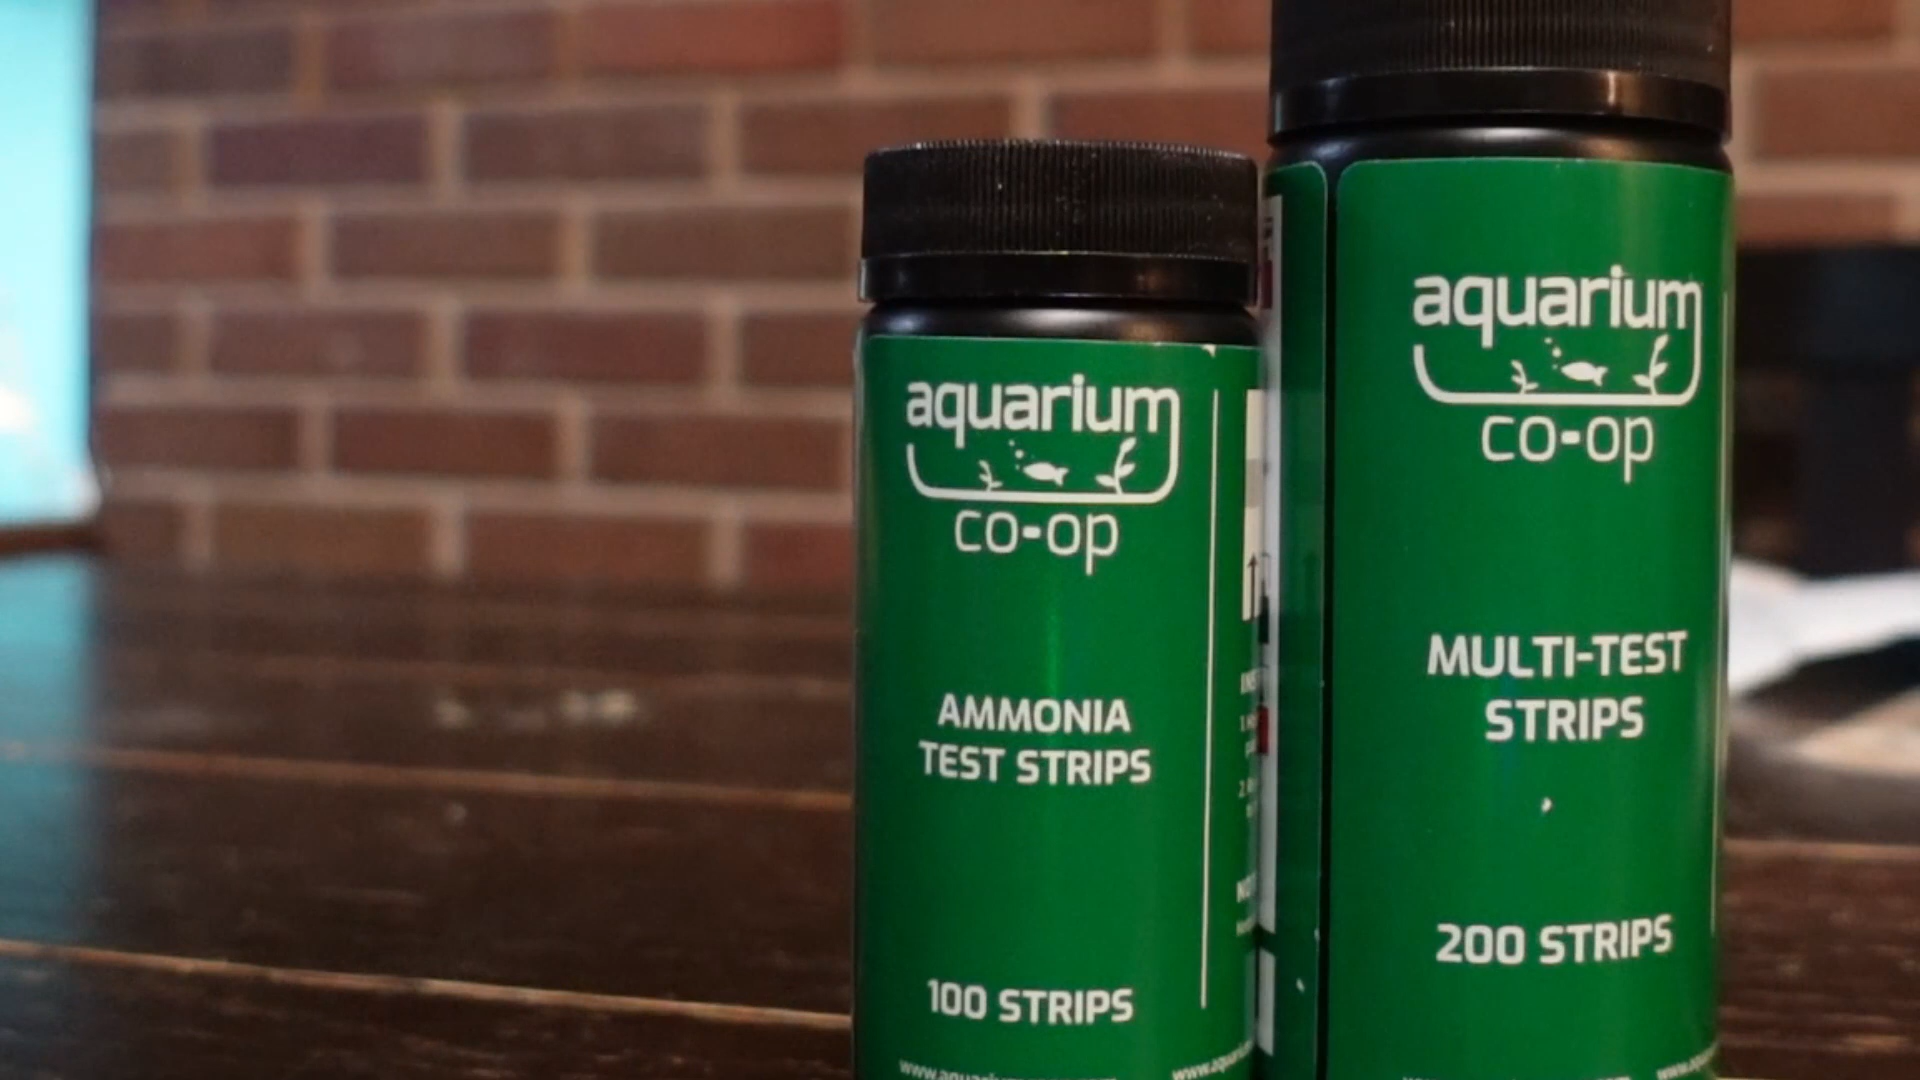 aquarium
co-op
AMMONIA
TEST STRIPS
100 STRIPS
aquarium
co-op
MULTI-TEST
STRIPS
200 STRIPS